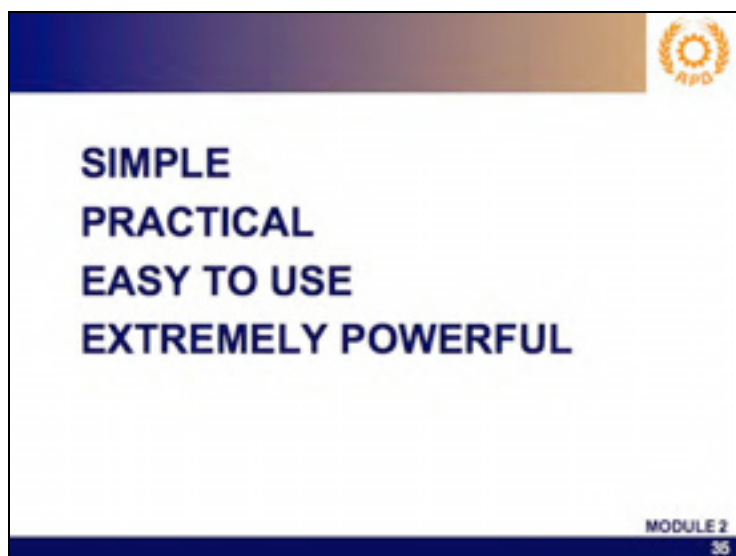 APO
SIMPLE
PRACTICAL
EASY TO USE
EXTREMELY POWERFUL
MODULE 2
35